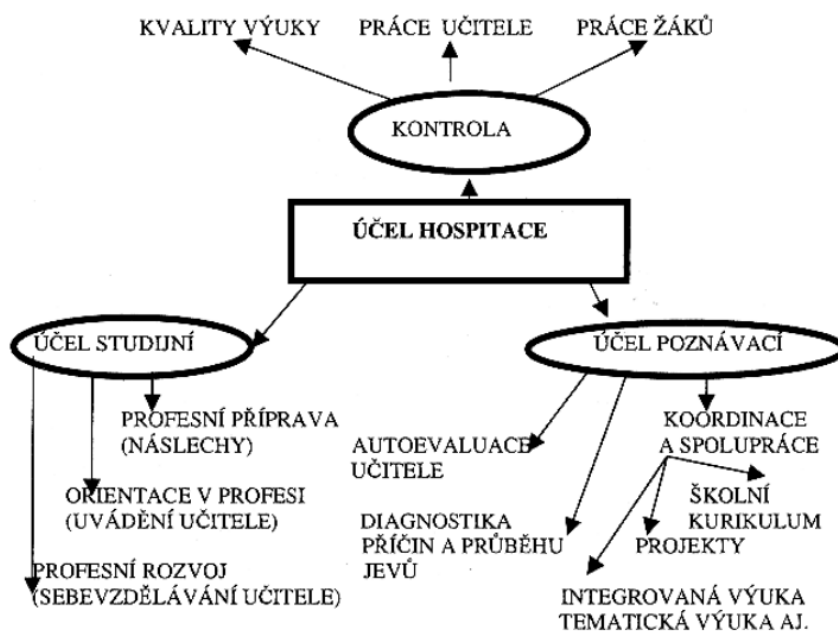 KVALITY VÝUKY
PRÁCE UČITELE
PRÁCE ŽÁKŮ
KONTROLA
ÚČEL HOSPITACE
ÚČEL STUDIJNÍ
ÚČEL POZNÁVACÍ
PROFESNÍ PŘÍPRAVA
(NÁSLECHY)
ORIENTACE V PROFESI
(UVÁDĚNÍ UČITELE)
PROFESNÍ ROZVOJ
(SEBEVZDĚLÁVÁNÍ UČITELE)
AUTOEVALUACE
UČITELE
DIAGNOSTIKA
PŘÍČIN A PRŮBĚHU
JEVŮ
KOORDINACE
A SPOLUPRÁCE
ŠKOLNÍ
KURIKULUM
PROJEKTY
INTEGROVANÁ VÝUKA
TEMATICKÁ VÝUKA AJ.